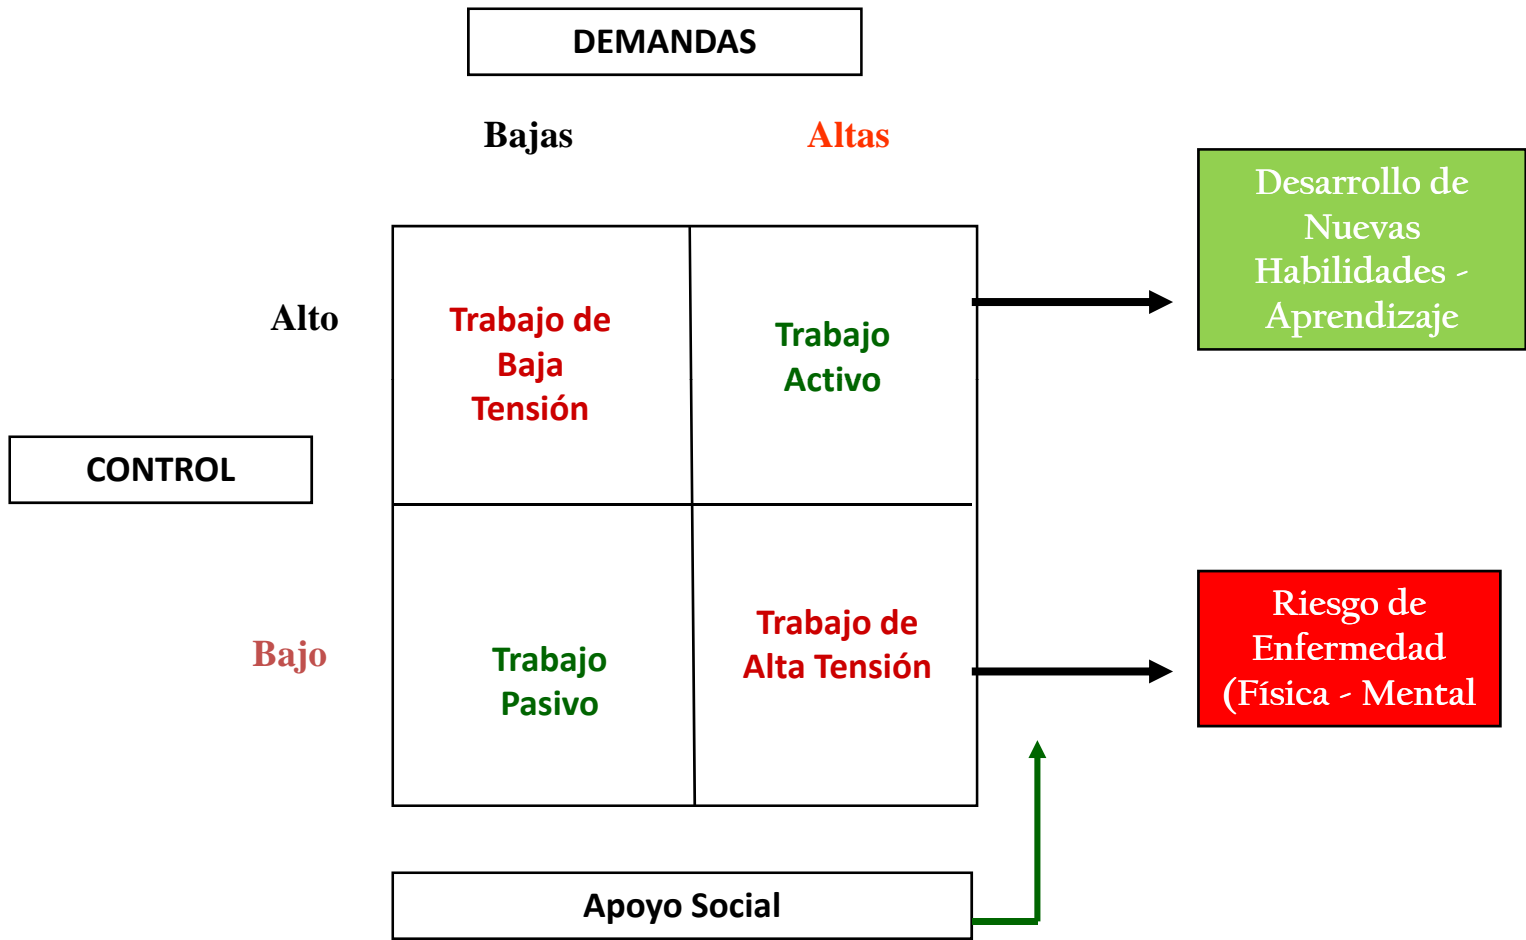 DEMANDAS
Bajas
Altas
Desarrollo de
Nuevas
Habilidades -
Aprendizaje
Alto
Trabajo de
Baja
Tensión
Trabajo
Activo
CONTROL
Bajo
Trabajo
Pasivo
Trabajo de
Alta Tensión
Riesgo de
Enfermedad
(Física - Mental
Apoyo Social